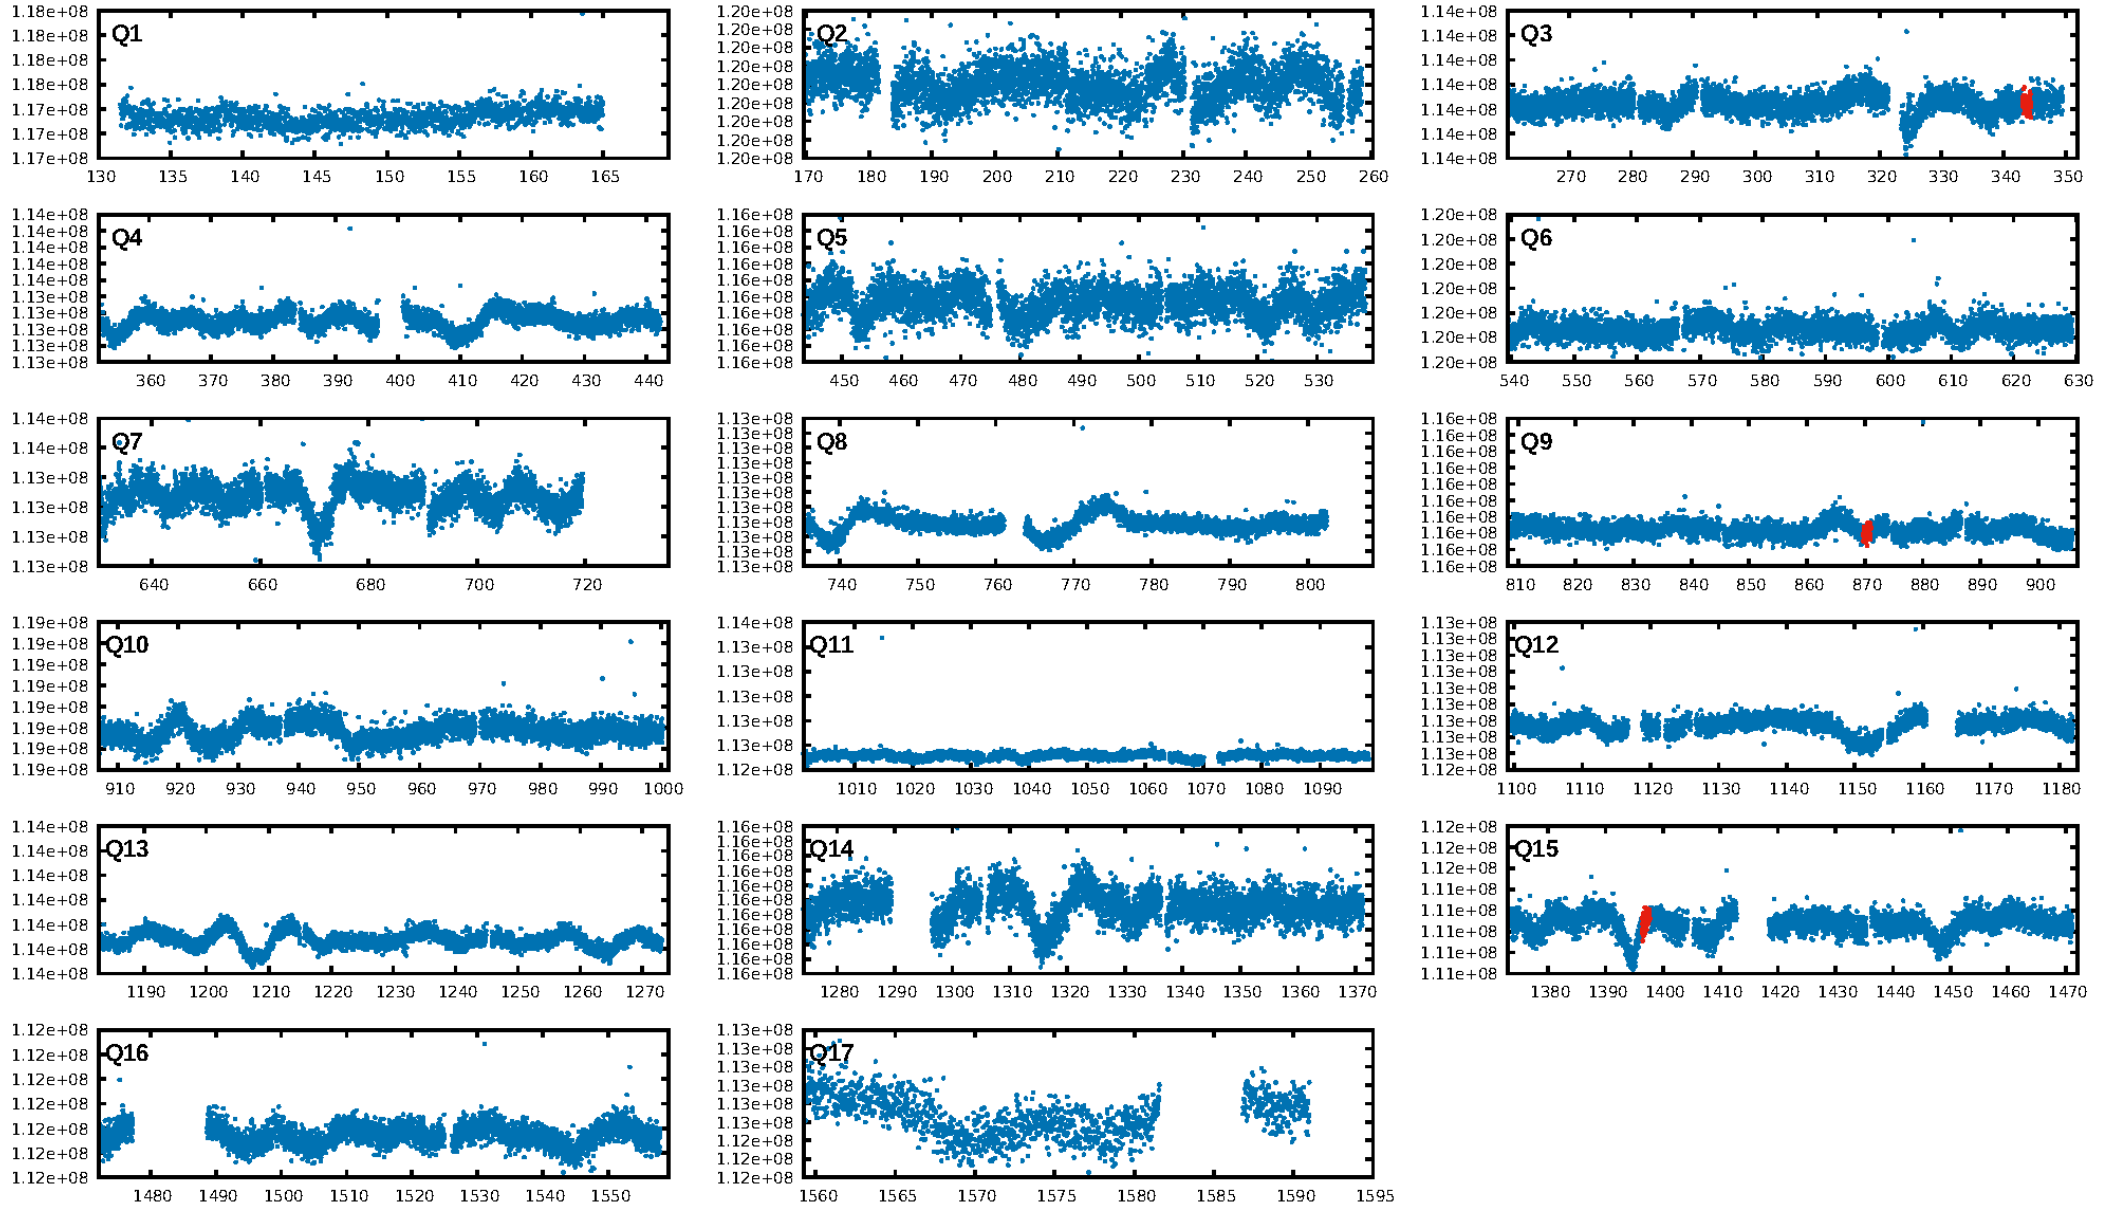 1.18e+08
1.18e+08
1.18e+08
1.18e+08
1.17e+08
1.17e+08
1.17e+08
Q1
130 135 140 145 150 155 160 165
1.20e+08
1.20e+08
1.20e+08
1.20e+08
1.20e+08
1.20e+08
1.20e+08
1.20e+08
1.20e+08
Q2
170 180 190 200 210 220 230 240 250 260
1.14e+08
1.14e+08
1.14e+08
1.14e+08
1.14e+08
1.14e+08
1.14e+08
Q3
270 280 290 300 310 320 330 340 350
1.14e+08
1.14e+08
1.14e+08
1.14e+08
1.14e+08
1.13e+08
1.13e+08
1.13e+08
1.13e+08
1.13e+08
Q4
360 370 380 390 400 410 420 430 440
1.16e+08
1.16e+08
1.16e+08
1.16e+08
1.16e+08
1.16e+08
1.16e+08
1.16e+08
1.16e+08
1.16e+08
Q5
450 460 470 480 490 500 510 520 530
1.20e+08
1.20e+08
1.20e+08
1.20e+08
1.20e+08
1.20e+08
1.20e+08
Q6
540 550 560 570 580 590 600 610 620 630
1.14e+08
1.14e+08
1.13e+08
1.13e+08
1.13e+08
1.13e+08
Q7
640 660 680 700 720
1.13e+08
1.13e+08
1.13e+08
1.13e+08
1.13e+08
1.13e+08
1.13e+08
1.13e+08
1.13e+08
1.13e+08
1.13e+08
Q8
740 750 760 770 780 790 800
1.16e+08
1.16e+08
1.16e+08
1.16e+08
1.16e+08
1.16e+08
1.16e+08
1.16e+08
1.16e+08
1.16e+08
Q9
810 820 830 840 850 860 870 880 890 900
1.19e+08
1.19e+08
1.19e+08
1.19e+08
1.19e+08
1.19e+08
1.19e+08
1.19e+08
Q10
910 920 930 940 950 960 970 980 990 1000
1.14e+08
1.13e+08
1.13e+08
1.13e+08
1.13e+08
1.13e+08
1.12e+08
Q11
1010 1020 1030 1040 1050 1060 1070 1080 1090
1.13e+08
1.13e+08
1.13e+08
1.13e+08
1.13e+08
1.13e+08
1.13e+08
1.13e+08
1.13e+08
1.12e+08
Q12
1100 1110 1120 1130 1140 1150 1160 1170 1180
1.14e+08
1.14e+08
1.14e+08
1.14e+08
1.14e+08
1.14e+08
1.14e+08
Q13
1190 1200 1210 1220 1230 1240 1250 1260 1270
1.16e+08
1.16e+08
1.16e+08
1.16e+08
1.16e+08
1.16e+08
1.16e+08
1.16e+08
1.16e+08
1.16e+08
1.16e+08
Q14
1280 1290 1300 1310 1320 1330 1340 1350 1360 1370
1.12e+08
1.12e+08
1.12e+08
1.11e+08
1.11e+08
1.11e+08
1.11e+08
1.11e+08
Q15
1380 1390 1400 1410 1420 1430 1440 1450 1460 1470
1.12e+08
1.12e+08
1.12e+08
1.12e+08
1.12e+08
1.12e+08
1.12e+08
Q16
1480 1490 1500 1510 1520 1530 1540 1550
1.13e+08
1.13e+08
1.13e+08
1.13e+08
1.13e+08
1.13e+08
1.12e+08
1.12e+08
1.12e+08
Q17
1560 1565 1570 1575 1580 1585 1590 1595